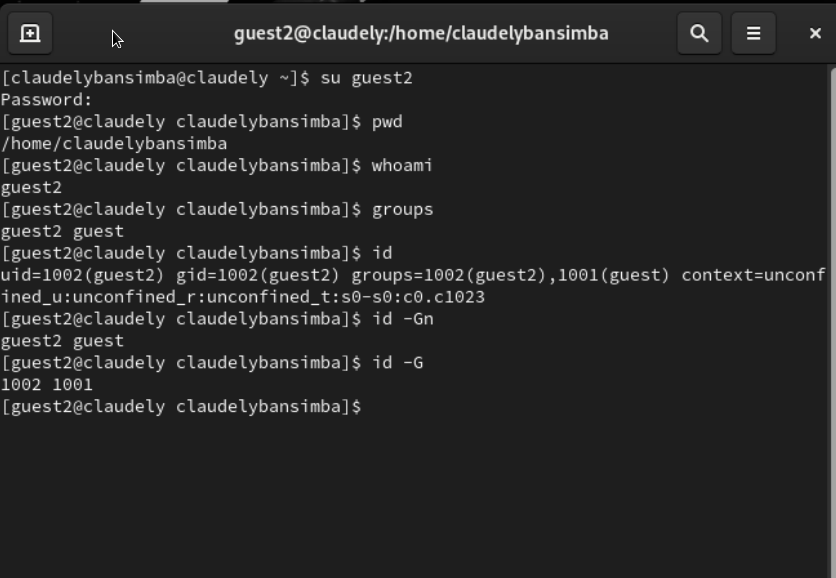 guest2@claudely:/home/claudelybansimba
[claudelybansimba@claudely ~]$ su guest2
Password:
[guest2@claudely claudelybansimba]$ pwd
/home/claudelybansimba
[guest2@claudely claudelybansimba]$ whoami
guest2
[guest2@claudely claudelybansimba]$ groups
guest2 guest
[guest2@claudely claudelybansimba]$ id
uid=1002(guest2) gid=1002(guest2) groups=1002(guest2),1001(guest) context=unconf
ined_u:unconfined_r:unconfined_t:s0-s0:c0.c1023
[guest2@claudely claudelybansimba]$ id -Gn
guest2 guest
[guest2@claudely claudelybansimba]$ id -G
1002 1001
[guest2@claudely claudelybansimba]$